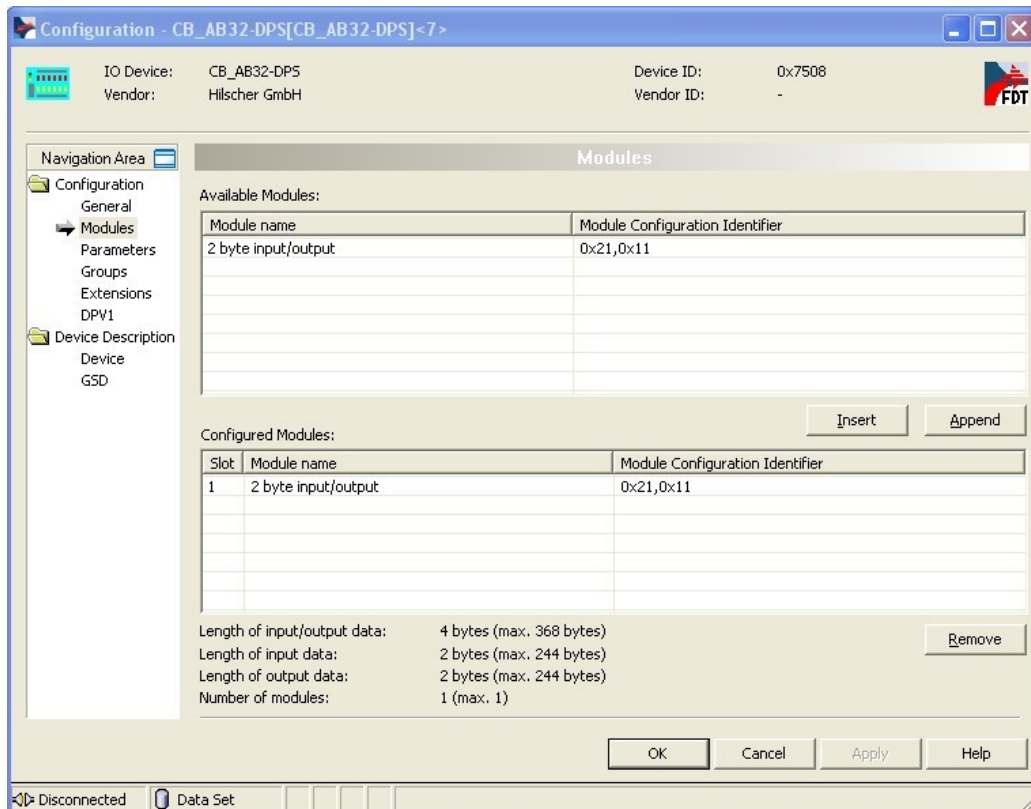 Configuration - CB_AB32-DPS[CB_AB32-DPS]<7>
IO Device: CB_AB32-DPS Device ID: 0x7508
Vendor: Hilscher GmbH Vendor ID: -
FDT
Navigation Area
Modules
Configuration
General
Modules
Parameters
Groups
Extensions
DPV1
Device Description
Device
GSD
Available Modules:
Module name Module Configuration Identifier
2 byte input/output 0x21,0x11
Insert Append
Configured Modules:
Slot Module name Module Configuration Identifier
1 2 byte input/output 0x21,0x11
Length of input/output data: 4 bytes (max. 368 bytes)
Length of input data: 2 bytes (max. 244 bytes)
Length of output data: 2 bytes (max. 244 bytes)
Number of modules: 1 (max. 1)
Remove
OK Cancel Apply Help
Disconnected Data Set